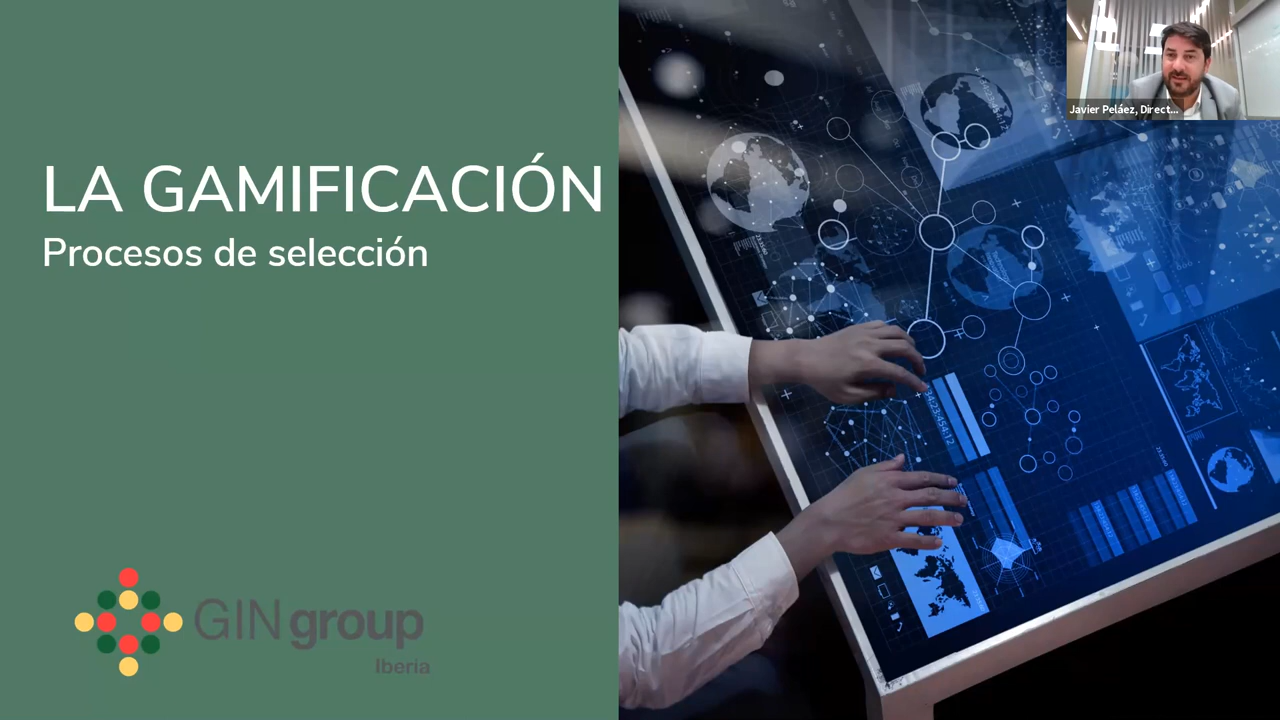 LA GAMIFICACIÓN
Procesos de selección
GINgroup
Iberia
Javier Peláez, Direct...